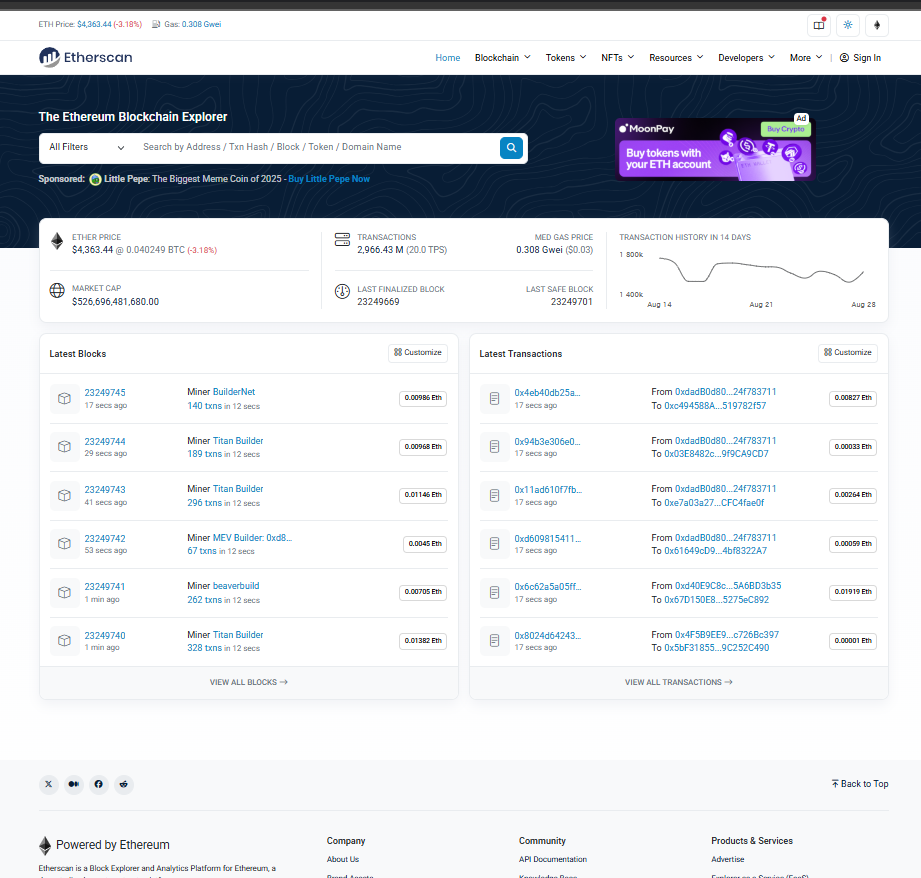 ETH Price: $4,363.44 (-3.18%) Gas: 0.308 Gwei
Etherscan
Home Blockchain Tokens NFTs Resources Developers More | Sign In
The Ethereum Blockchain Explorer
All Filters Search by Address / Txn Hash / Block / Token / Domain Name
Sponsored: Little Pepe: The Biggest Meme Coin of 2025 - Buy Little Pepe Now
Ad
MoonPay
Buy Crypto
Buy tokens with
your ETH account
ETHER PRICE
$4,363.44 @ 0.040249 BTC (-3.18%)
MARKET CAP
$526,696,481,680.00
TRANSACTIONS
2,966.43 M (20.0 TPS)
MED GAS PRICE
0.308 Gwei ($0.03)
LAST FINALIZED BLOCK
23249669
LAST SAFE BLOCK
23249701
TRANSACTION HISTORY IN 14 DAYS
1 800k
1 400k
Aug 14 Aug 21 Aug 28
Latest Blocks
Customize
23249745 Miner BuilderNet 0.00986 Eth
17 secs ago 140 txns in 12 secs
23249744 Miner Titan Builder 0.00968 Eth
29 secs ago 189 txns in 12 secs
23249743 Miner Titan Builder 0.01146 Eth
41 secs ago 296 txns in 12 secs
23249742 Miner MEV Builder: 0xd8... 0.0045 Eth
53 secs ago 67 txns in 12 secs
23249741 Miner beaverbuild 0.00705 Eth
1 min ago 262 txns in 12 secs
23249740 Miner Titan Builder 0.01382 Eth
1 min ago 328 txns in 12 secs
VIEW ALL BLOCKS →
Latest Transactions
Customize
0x4eb40db25a... From 0xdadB0d80...24f783711 0.00827 Eth
17 secs ago To 0xc494588A...519782f57
0x94b3e306e0... From 0xdadB0d80...24f783711 0.00033 Eth
17 secs ago To 0x03E8482c...9f9CA9CD7
0x11ad610f7fb... From 0xdadB0d80...24f783711 0.00264 Eth
17 secs ago To 0xe7a03a27...CFC4fae0f
0xd609815411... From 0xdadB0d80...24f783711 0.00059 Eth
17 secs ago To 0x61649cD9...4bf8322A7
0x6c62a5a05ff... From 0xd40E9C8c...5A6BD3b35 0.01919 Eth
17 secs ago To 0x67D150E8...5275eC892
0x8024d64243... From 0x4F5B9EE9...c726Bc397 0.00001 Eth
17 secs ago To 0x5bF31855...9C252C490
VIEW ALL TRANSACTIONS →
Back to Top
Powered by Ethereum
Etherscan is a Block Explorer and Analytics Platform for Ethereum, a
Company
About Us
Brand Assets
Community
API Documentation
Knowledge Base
Products & Services
Advertise
Explorer as a Service (EaaS)